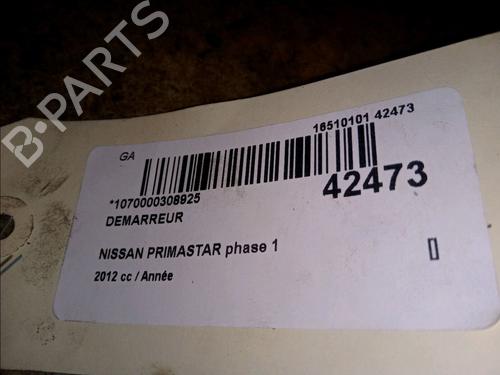 GA
16510101 42473
*1070000308925
42473
DEMARREUR
NISSAN PRIMASTAR phase 1
2012 cc / Année
B-PARTS